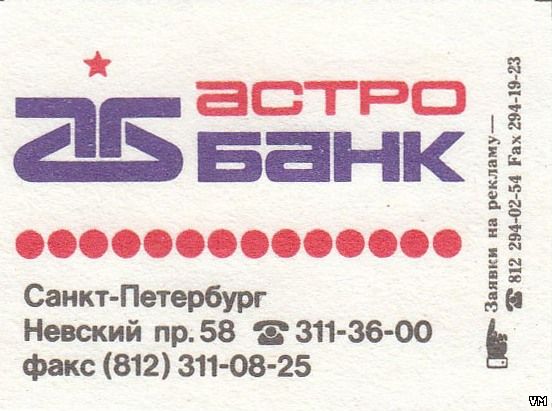 астро
банк
Санкт-Петербург
Невский пр. 58 ☎ 311-36-00
факс (812) 311-08-25
Заявки на рекламу—
☎ 812 294-02-54 Fax 294-19-23
VM